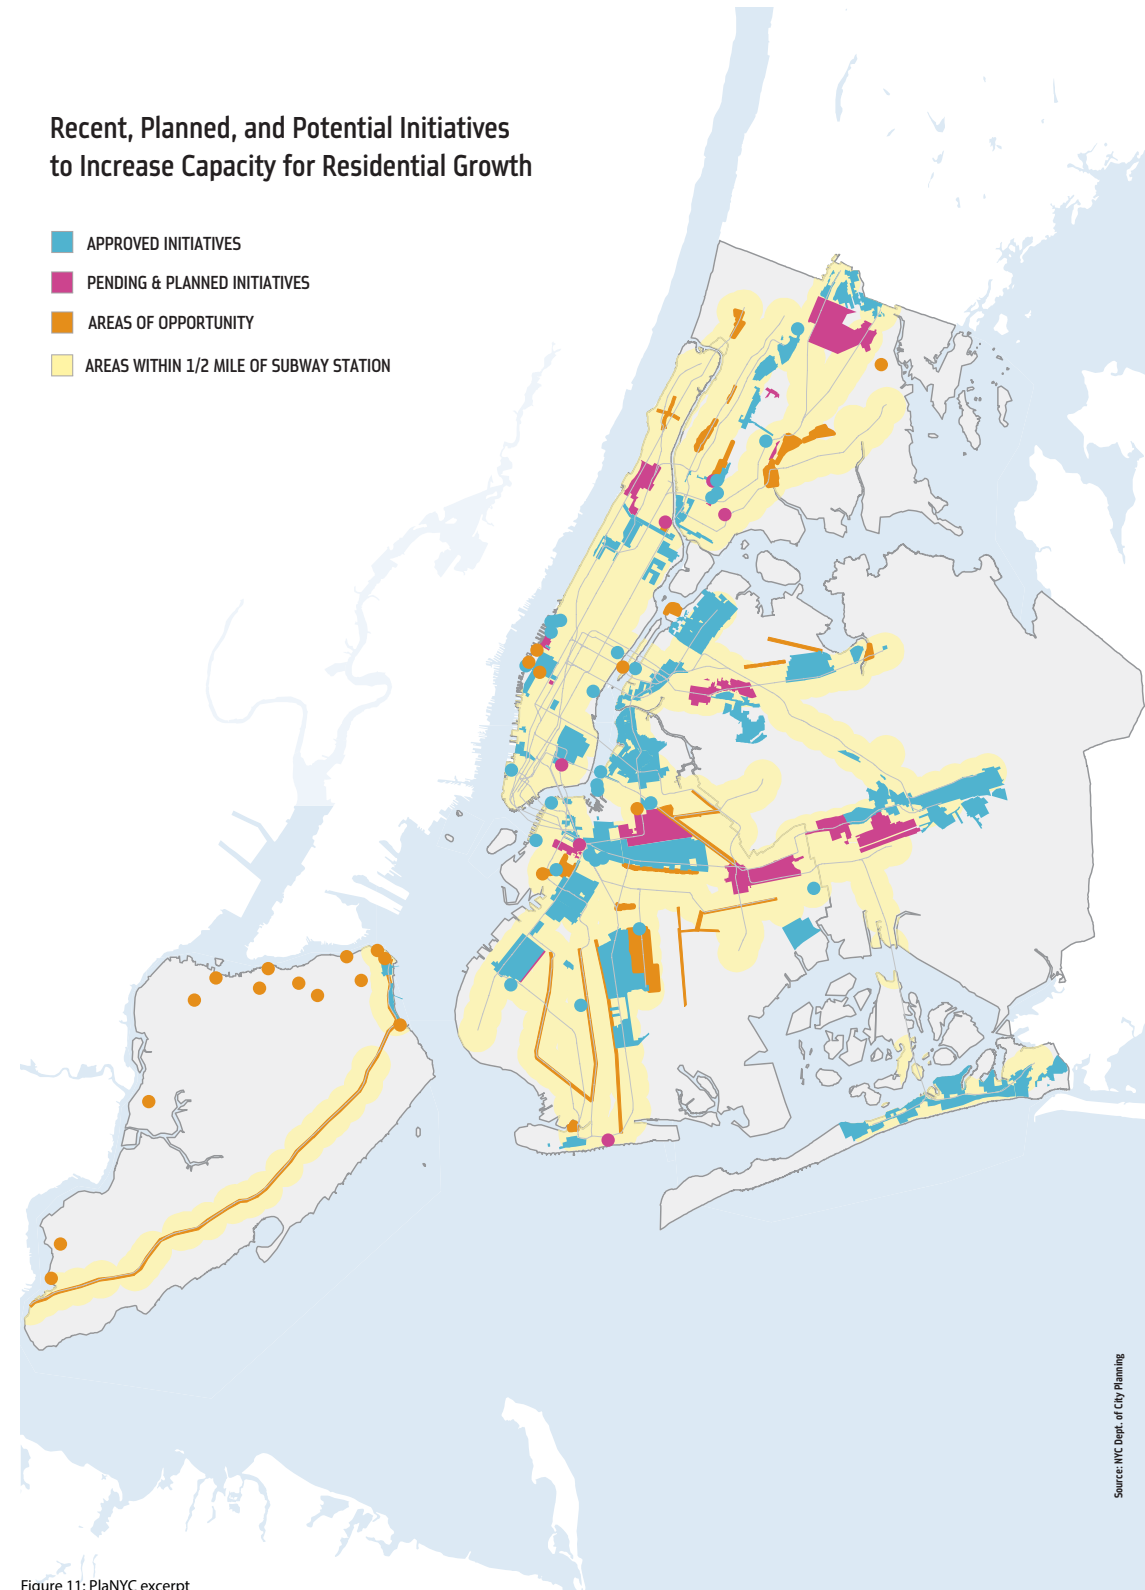 Recent, Planned, and Potential Initiatives
to Increase Capacity for Residential Growth
APPROVED INITIATIVES
PENDING & PLANNED INITIATIVES
AREAS OF OPPORTUNITY
AREAS WITHIN 1/2 MILE OF SUBWAY STATION
Source: NYC Dept. of City Planning
Figure 11: PlaNYC excerpt